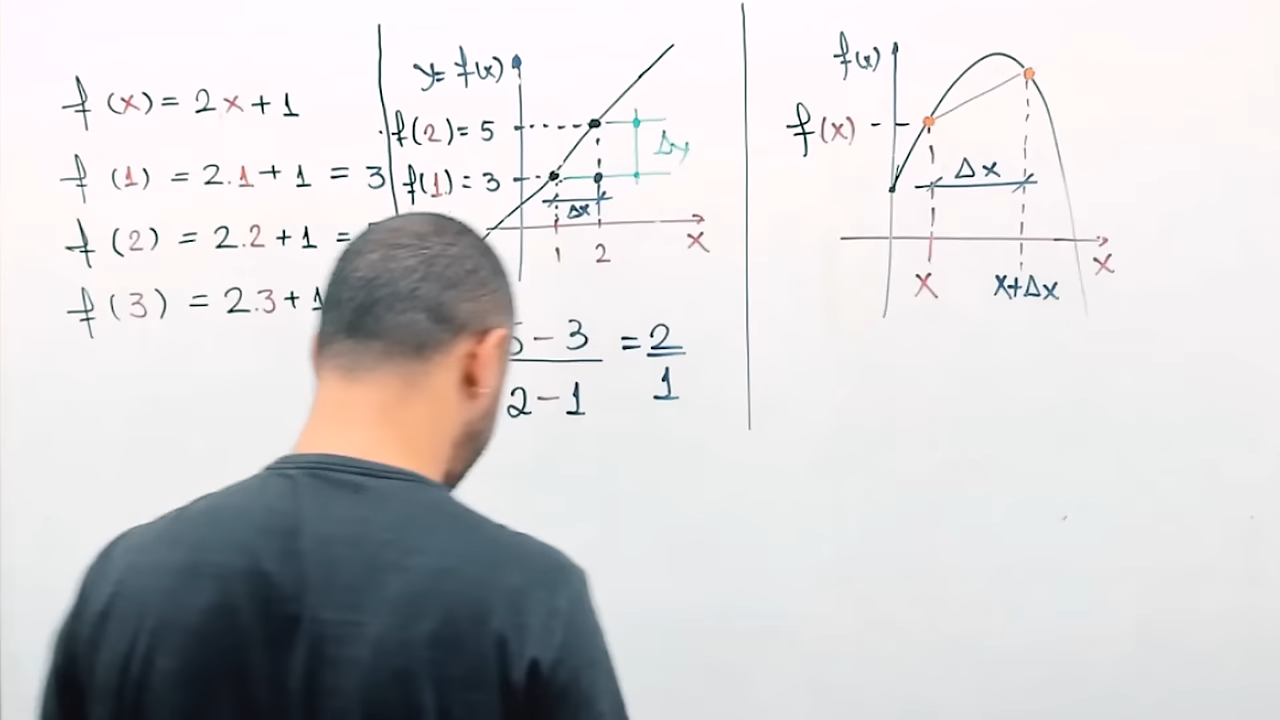 f(x) = 2x + 1
f(1) = 2.1 + 1 = 3
f(2) = 2.2 + 1 =
f(3) = 2.3 + 1
y = f(x)
f(2) = 5
Δy
f(1) = 3
Δx
x
1 2
5 - 3 = 2
2 - 1 1
f(x)
f(x)
Δx
x
x x+Δx